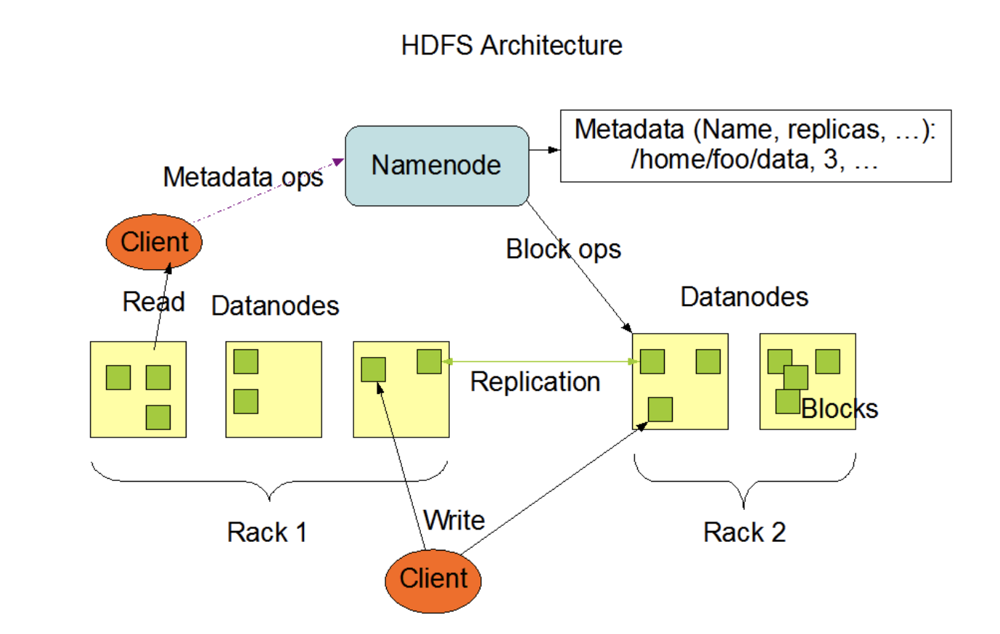 HDFS Architecture
Metadata (Name, replicas, …):
/home/foo/data, 3, …
Namenode
Metadata ops
Client
Block ops
Read
Datanodes
Datanodes
Replication
Blocks
Rack 1
Write
Rack 2
Client